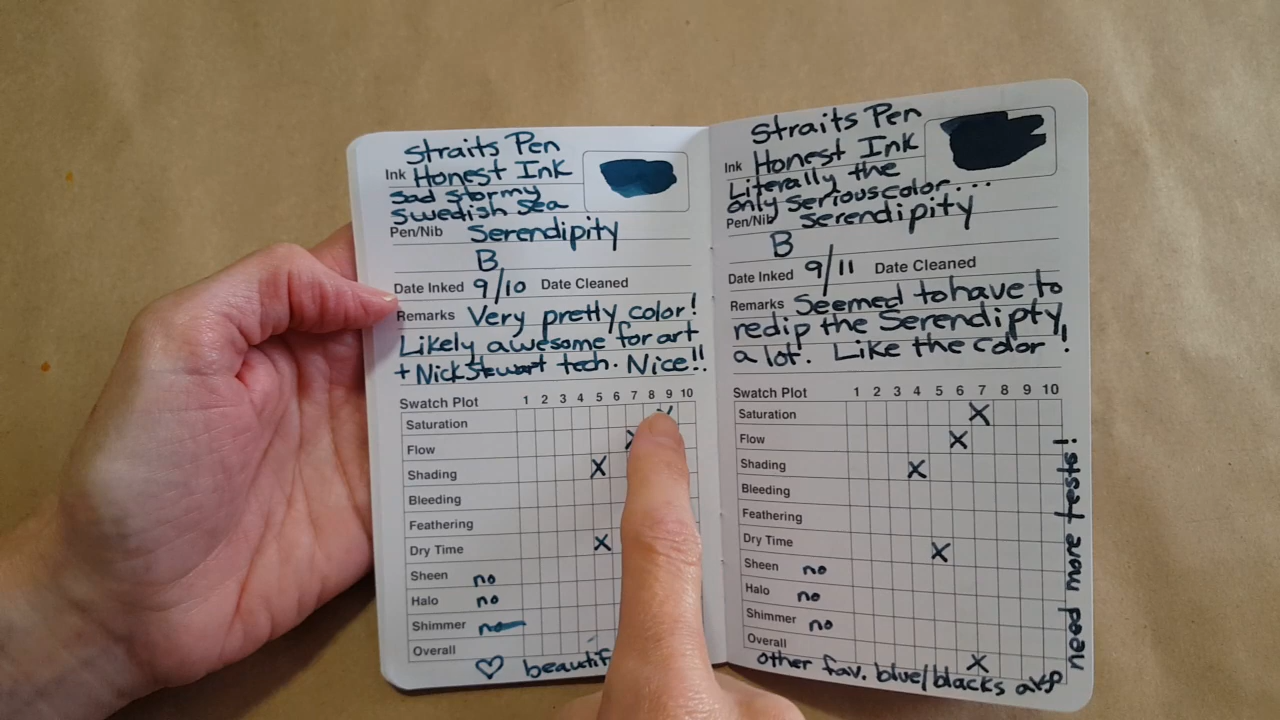 Straits Pen
Ink Honest Ink
sad stormy
swedish sea
Pen/Nib Serendipity
B
Date Inked 9/10 Date Cleaned
Remarks Very pretty color!
Likely awesome for art
+ Nick Stewart tech. Nice!!
Swatch Plot 1 2 3 4 5 6 7 8 9 10
Saturation
Flow X
Shading X
Bleeding
Feathering
Dry Time X
Sheen no
Halo no
Shimmer no
Overall
♡ beautif
Straits Pen
Ink Honest Ink
Literally the
only serious color...
Pen/Nib Serendipity
B
Date Inked 9/11 Date Cleaned
Remarks Seemed to have to
redip the Serendipty,
a lot. Like the color!
Swatch Plot 1 2 3 4 5 6 7 8 9 10
Saturation X
Flow X
Shading X
Bleeding
Feathering
Dry Time X
Sheen no
Halo no
Shimmer no
Overall X
other fav. blue/blacks are
need more tests!